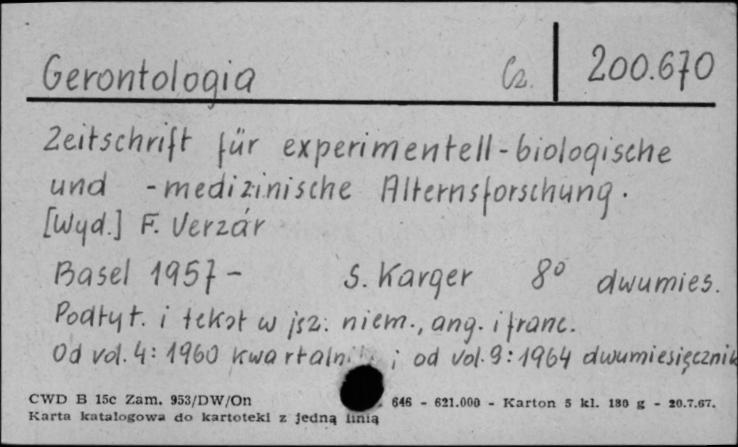 Gerontologia Cz. 200.670
Zeitschrift für experimentell-biologische
und -medizinische Alternsforschung.
[Wyd.] F. Verzár
Basel 1957- S. Karger 8° dwumies.
Podtyt. i tekst w jęz. niem., ang. i franc.
Od vol. 4: 1960 kwartalnik; od vol. 9: 1964 dwumiesięcznik
CWD B 15c Zam. 953/DW/On 646 - 621.000 - Karton 5 kl. 180 g - 20.7.67.
Karta katalogowa do kartoteki z jedną linią